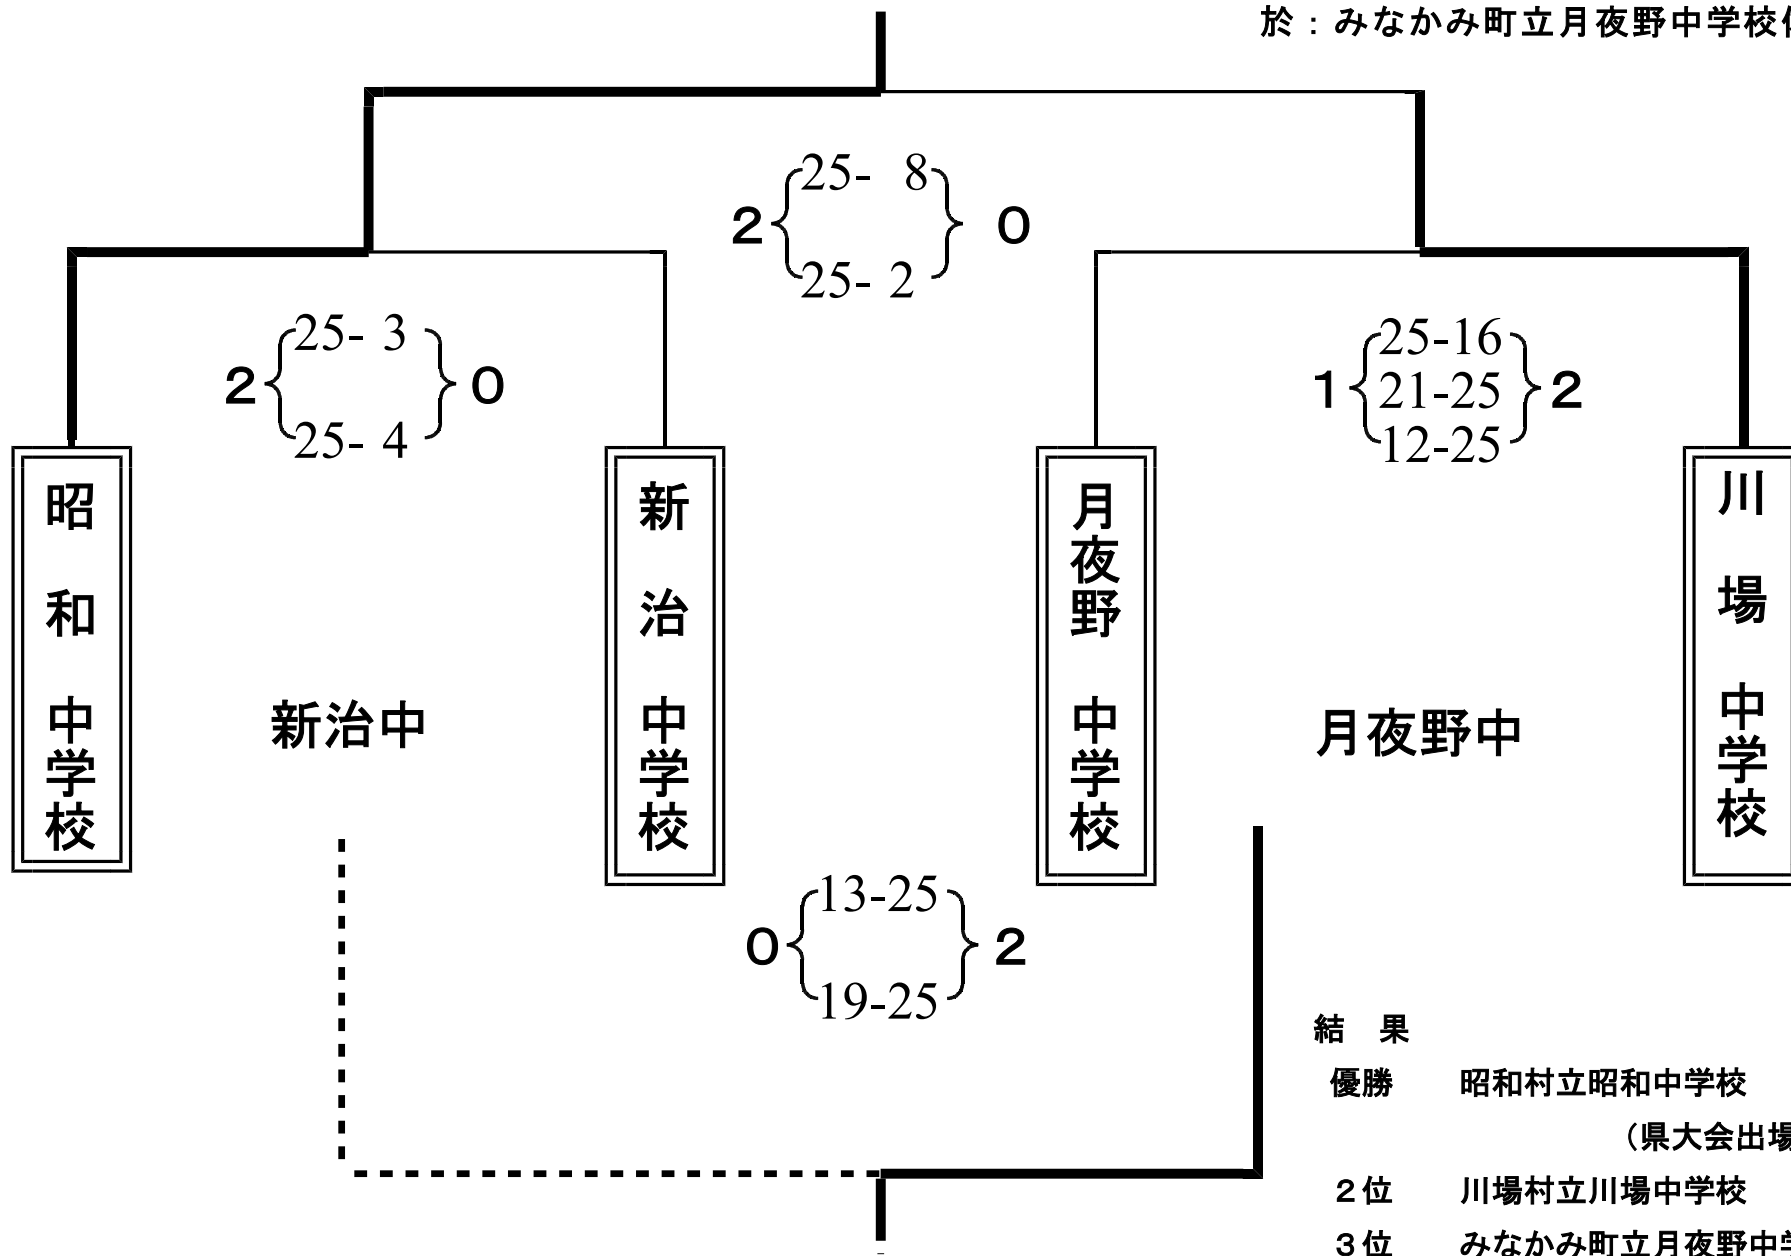 於：みなかみ町立月夜野中学校
25- 8
2 0
25- 2
25- 3
2 0
25- 4
25-16
1 21-25 2
12-25
昭和中学校
新治中学校
月夜野中学校
川場中学校
新治中
月夜野中
13-25
0 2
19-25
結 果
優勝 昭和村立昭和中学校
（県大会出場
２位 川場村立川場中学校
３位 みなかみ町立月夜野中学